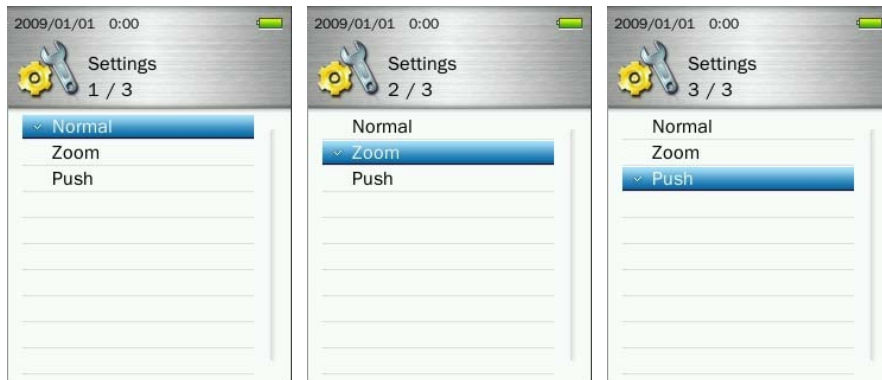 2009/01/01 0:00
Settings
1 / 3
Normal
Zoom
Push
2009/01/01 0:00
Settings
2 / 3
Normal
Zoom
Push
2009/01/01 0:00
Settings
3 / 3
Normal
Zoom
Push